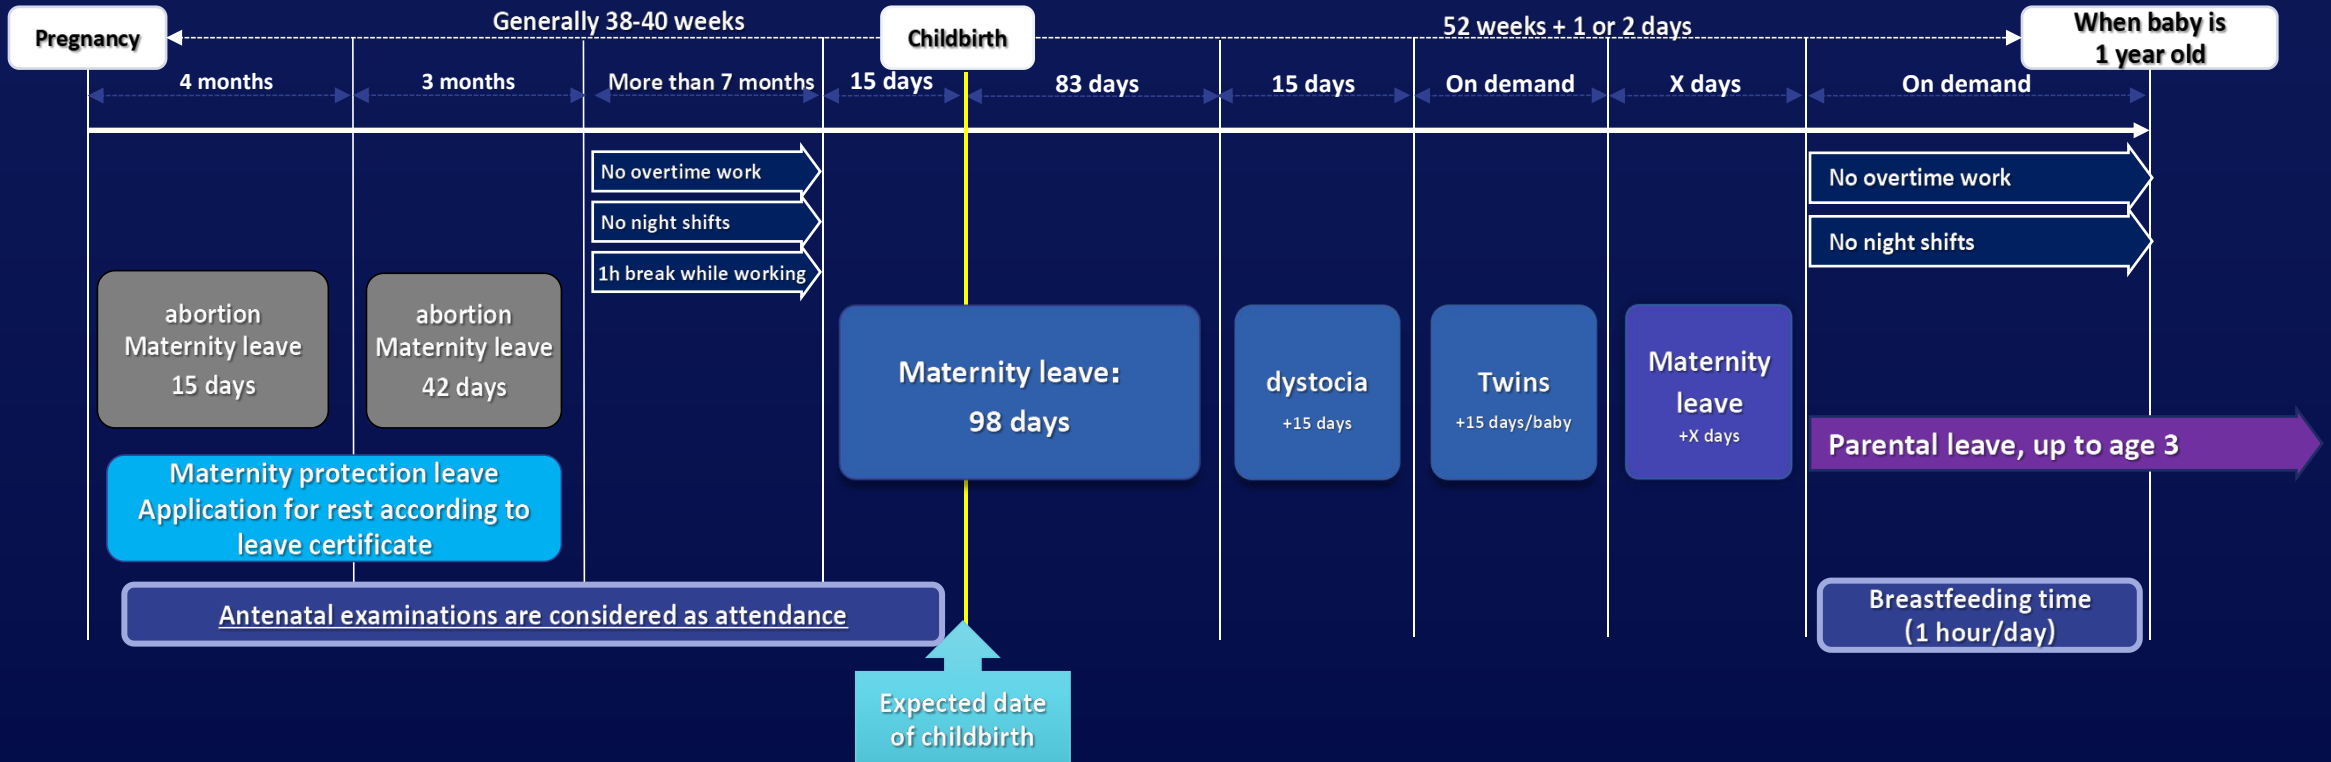 Pregnancy
Generally 38-40 weeks
Childbirth
52 weeks + 1 or 2 days
When baby is
1 year old
4 months
3 months
More than 7 months
15 days
83 days
15 days
On demand
X days
On demand
No overtime work
No night shifts
1h break while working
No overtime work
No night shifts
abortion
Maternity leave
15 days
abortion
Maternity leave
42 days
Maternity leave:
98 days
dystocia
+15 days
Twins
+15 days/baby
Maternity
leave
+X days
Parental leave, up to age 3
Maternity protection leave
Application for rest according to
leave certificate
Antenatal examinations are considered as attendance
Breastfeeding time
(1 hour/day)
Expected date
of childbirth